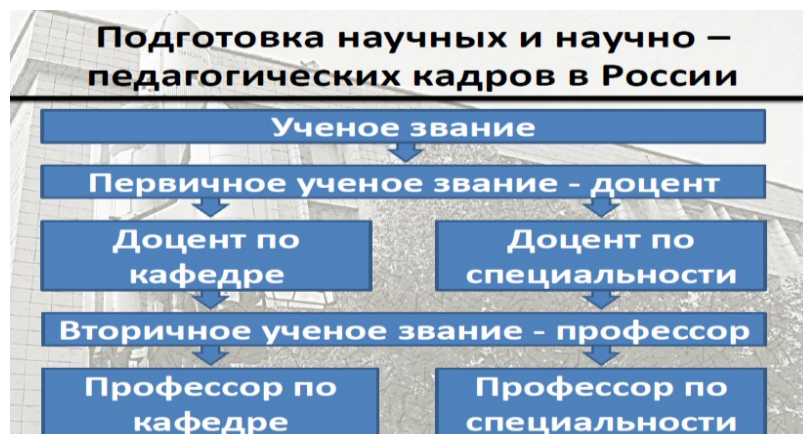 Подготовка научных и научно –
педагогических кадров в России
Ученое звание
Первичное ученое звание - доцент
Доцент по
кафедре
Доцент по
специальности
Вторичное ученое звание - профессор
Профессор по
кафедре
Профессор по
специальности